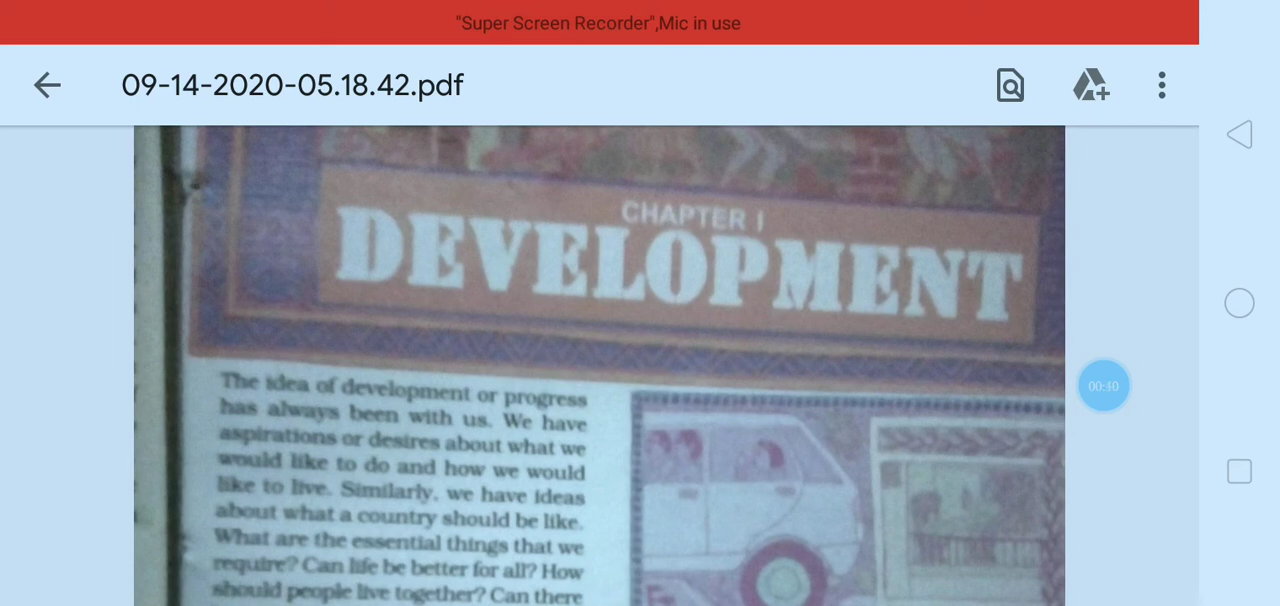 "Super Screen Recorder",Mic in use
09-14-2020-05.18.42.pdf
CHAPTER I
DEVELOPMENT
00:40
The idea of development or progress
has always been with us. We have
aspirations or desires about what we
would like to do and how we would
like to live. Similarly, we have ideas
about what a country should be like.
What are the essential things that we
require? Can life be better for all? How
should people live together? Can there